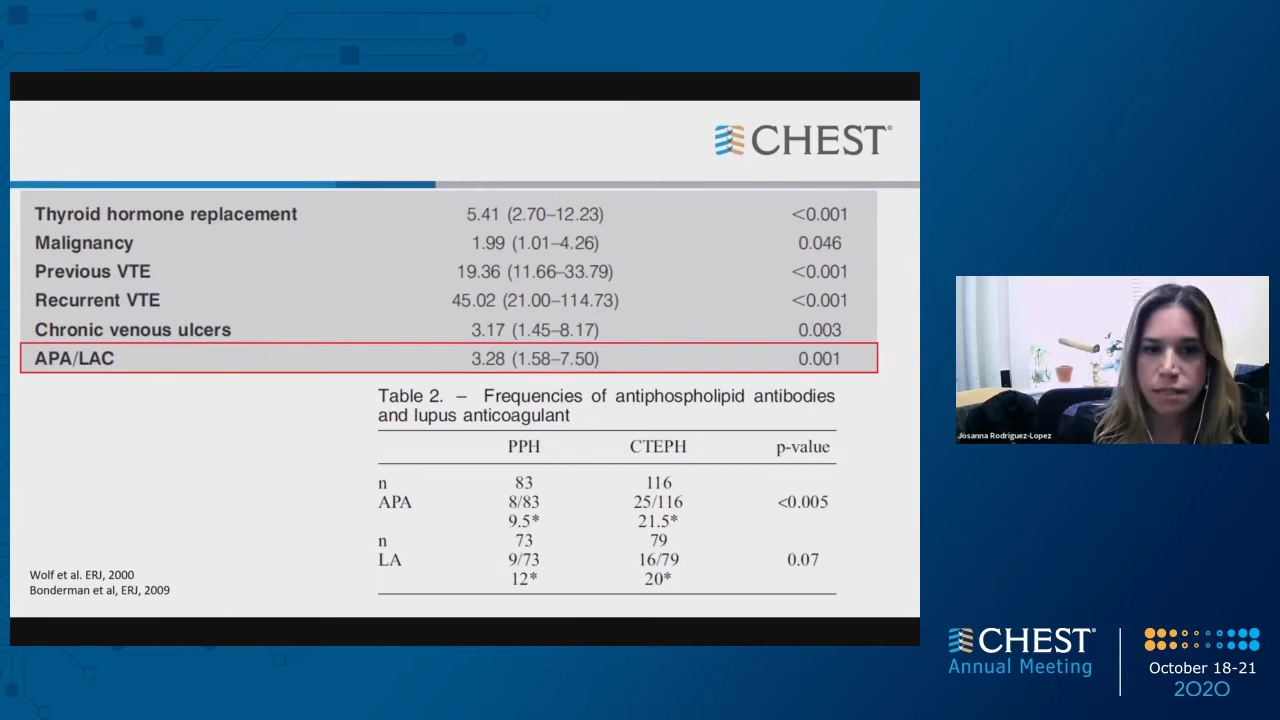 CHEST®
Thyroid hormone replacement 5.41 (2.70–12.23) <0.001
Malignancy 1.99 (1.01–4.26) 0.046
Previous VTE 19.36 (11.66–33.79) <0.001
Recurrent VTE 45.02 (21.00–114.73) <0.001
Chronic venous ulcers 3.17 (1.45–8.17) 0.003
APA/LAC 3.28 (1.58–7.50) 0.001
Table 2. – Frequencies of antiphospholipid antibodies
and lupus anticoagulant
PPH CTEPH p-value
n 83 116
APA 8/83 25/116 <0.005
9.5* 21.5*
n 73 79
LA 9/73 16/79 0.07
12* 20*
Wolf et al. ERJ, 2000
Bonderman et al, ERJ, 2009
Josanna Rodriguez-Lopez
CHEST®
Annual Meeting
October 18-21
2020